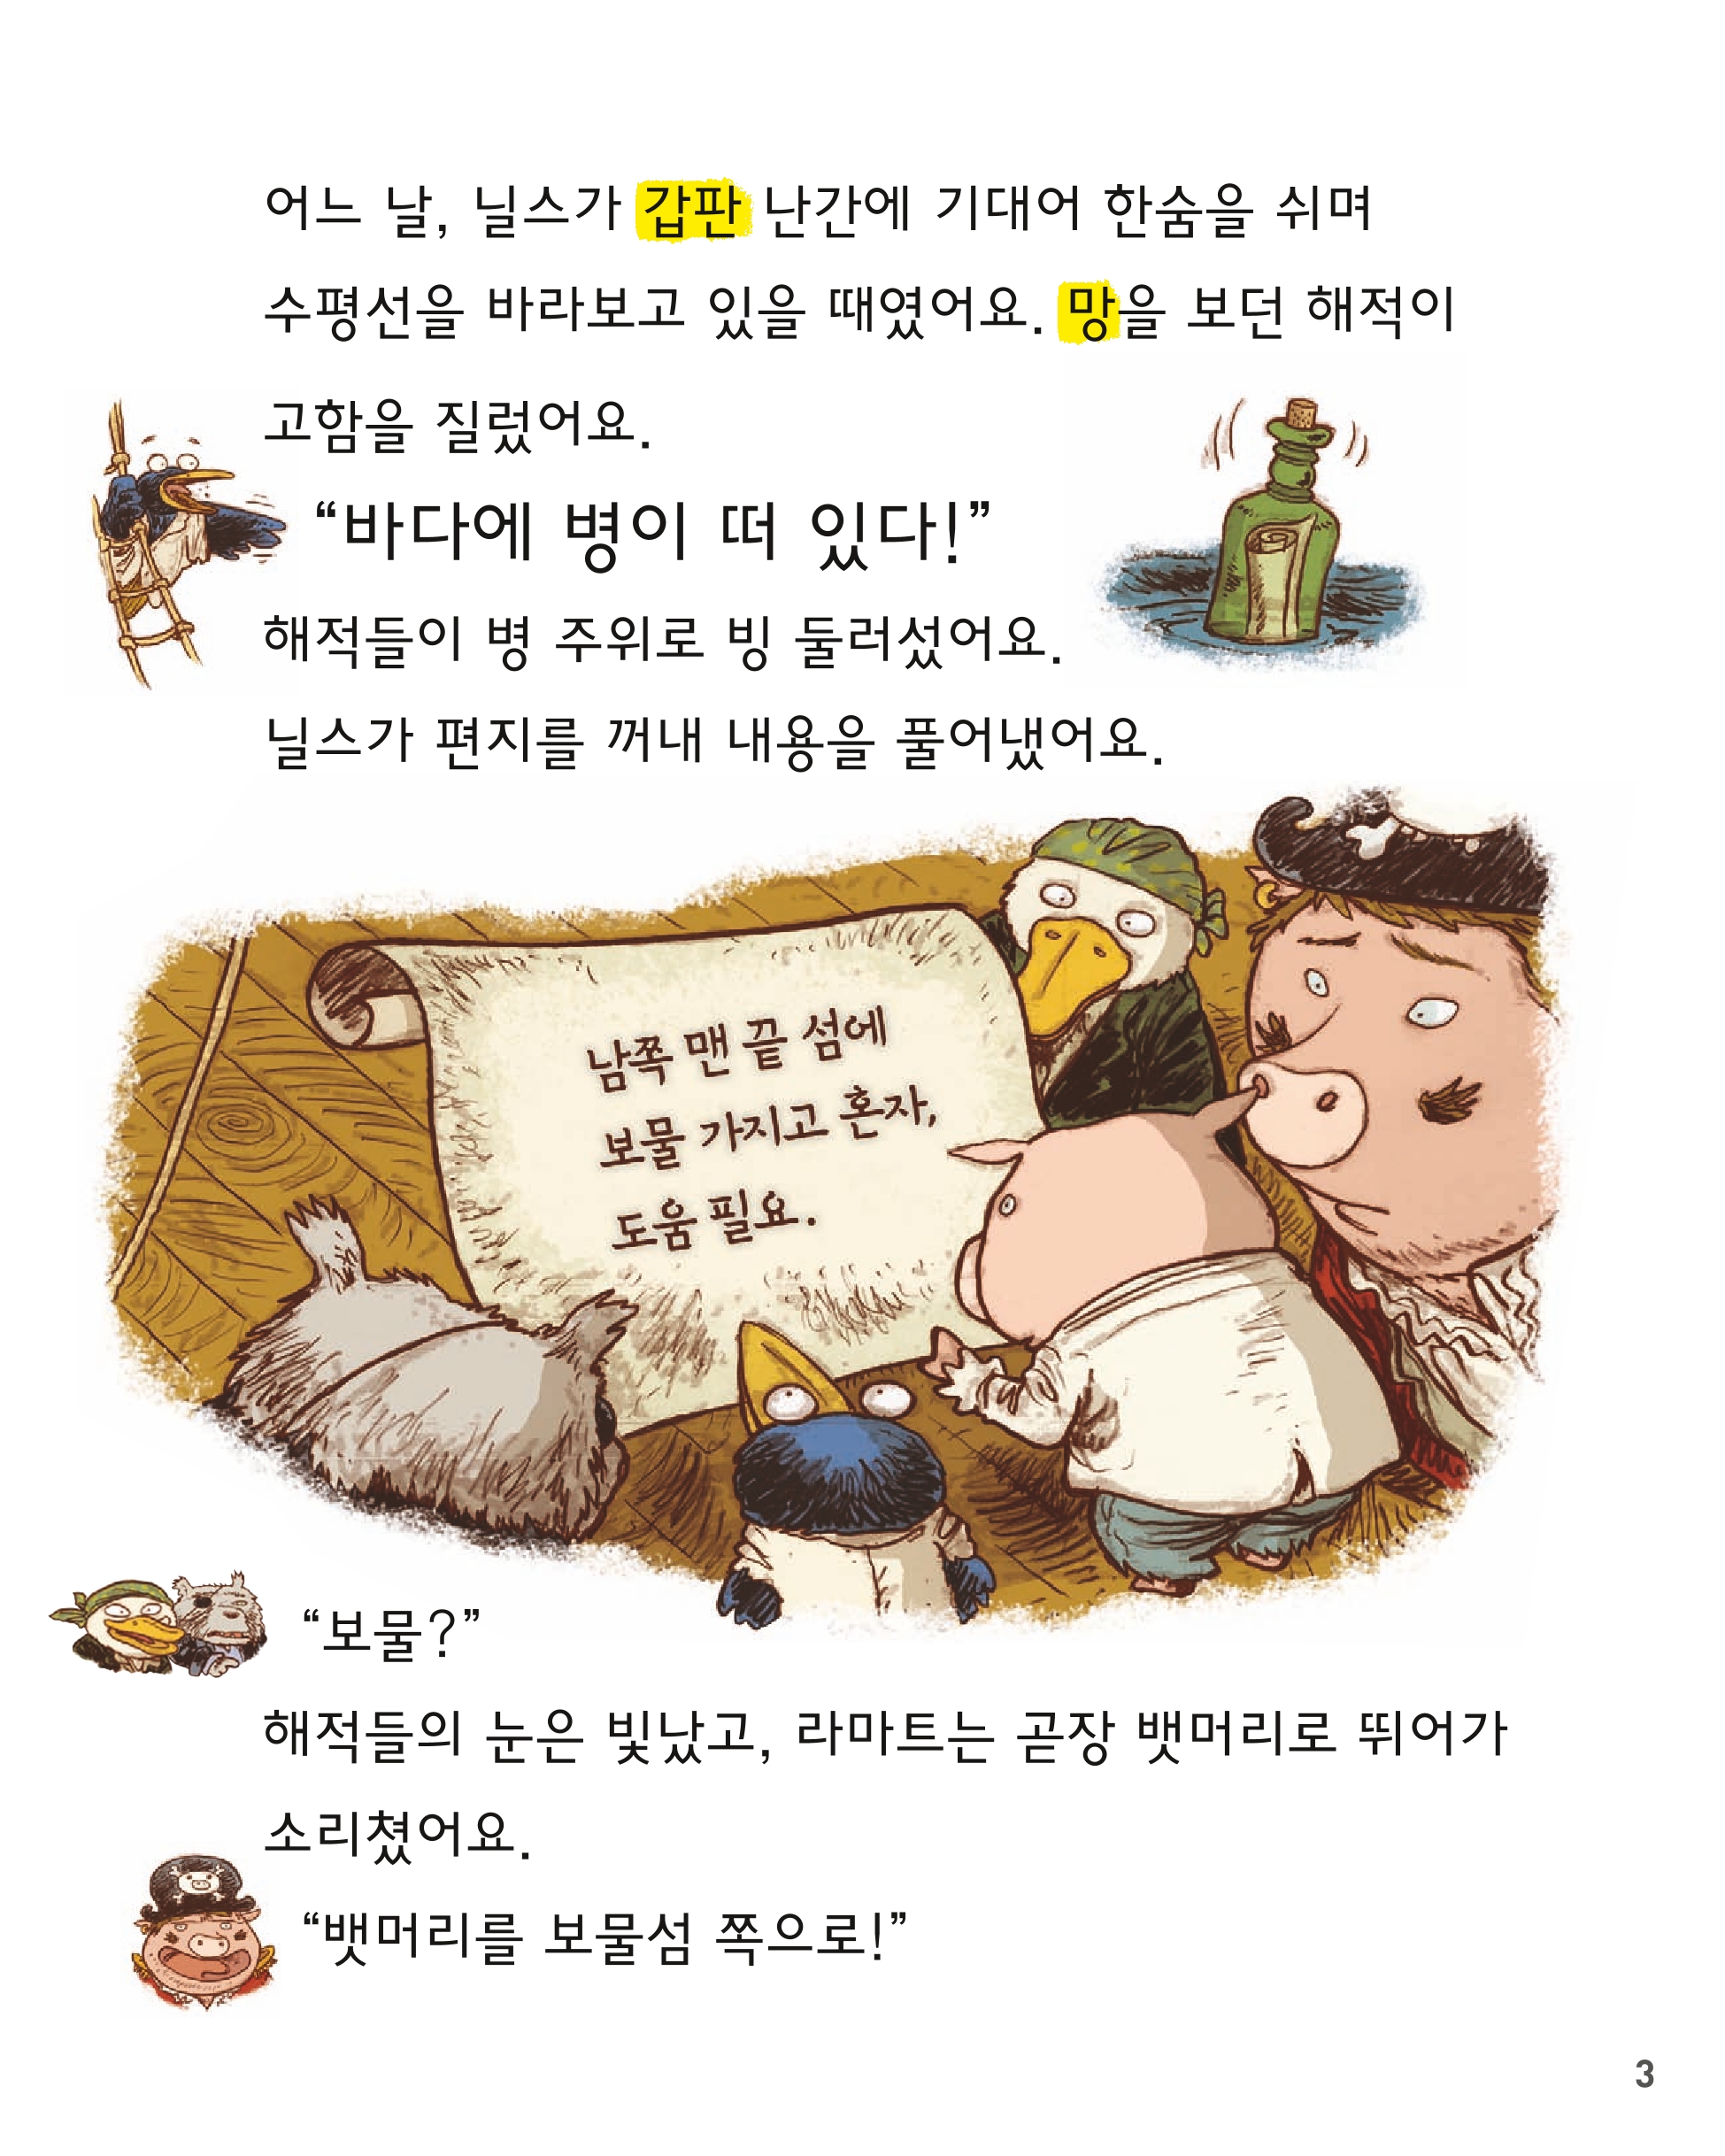 어느 날, 닐스가 갑판 난간에 기대어 한숨을 쉬며
수평선을 바라보고 있을 때였어요. 망을 보던 해적이
고함을 질렀어요.
“바다에 병이 떠 있다!”
해적들이 병 주위로 빙 둘러섰어요.
닐스가 편지를 꺼내 내용을 풀어냈어요.
남쪽 맨 끝 섬에
보물 가지고 혼자,
도움 필요.
“보물?”
해적들의 눈은 빛났고, 라마트는 곧장 뱃머리로 뛰어가
소리쳤어요.
“뱃머리를 보물섬 쪽으로!”
3